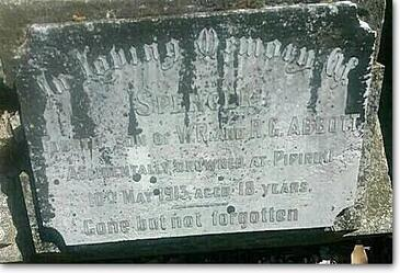 In Loving Memory Of
SPENCER
SON OF W.R. AND R.G. ABBOTT
ACCIDENTALLY DROWNED AT PIPIRIKI
MAY 1913, AGED 18 YEARS.
Gone but not forgotten